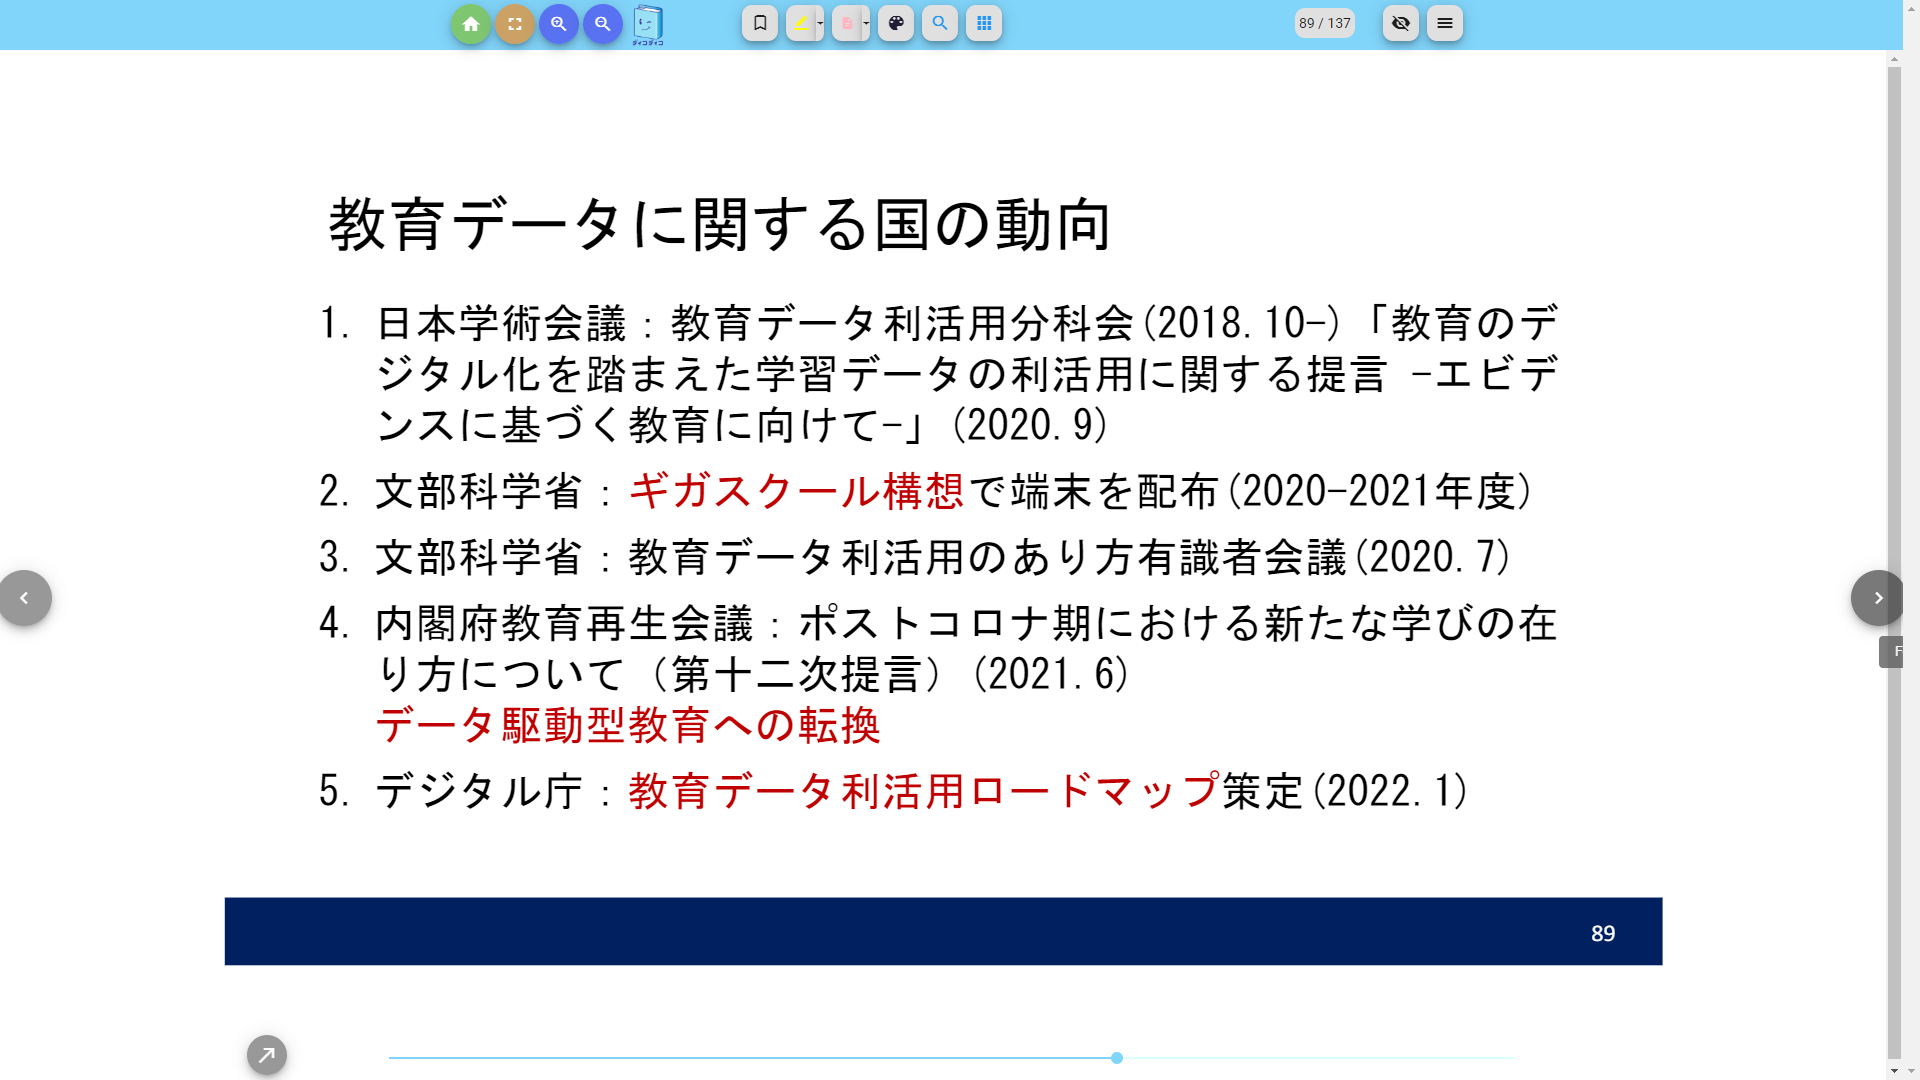 ダィコダィコ
89 / 137
教育データに関する国の動向
1. 日本学術会議：教育データ利活用分科会(2018.10-)「教育のデ
ジタル化を踏まえた学習データの利活用に関する提言 -エビデ
ンスに基づく教育に向けて-」(2020.9)
2. 文部科学省：ギガスクール構想で端末を配布(2020-2021年度)
3. 文部科学省：教育データ利活用のあり方有識者会議(2020.7)
4. 内閣府教育再生会議：ポストコロナ期における新たな学びの在
り方について（第十二次提言）(2021.6)
データ駆動型教育への転換
5. デジタル庁：教育データ利活用ロードマップ策定(2022.1)
F
89